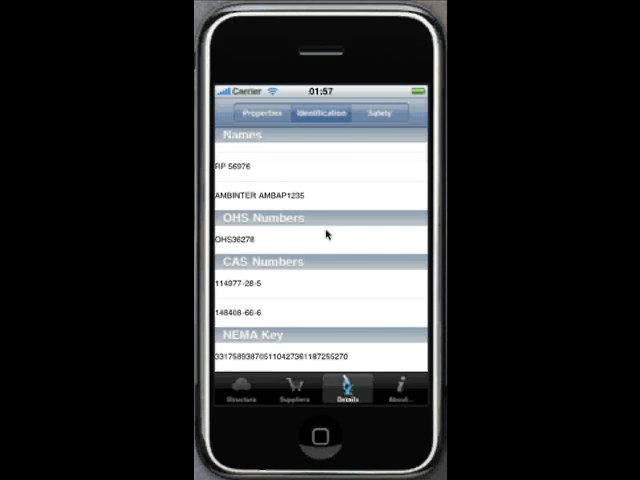 Carrier 01:57
Properties Identification Safety
Names
RP 56976
AMBINTER AMBAP1235
OHS Numbers
OHS36278
CAS Numbers
114977-28-5
148408-66-6
NEMA Key
Structure Suppliers Details About...